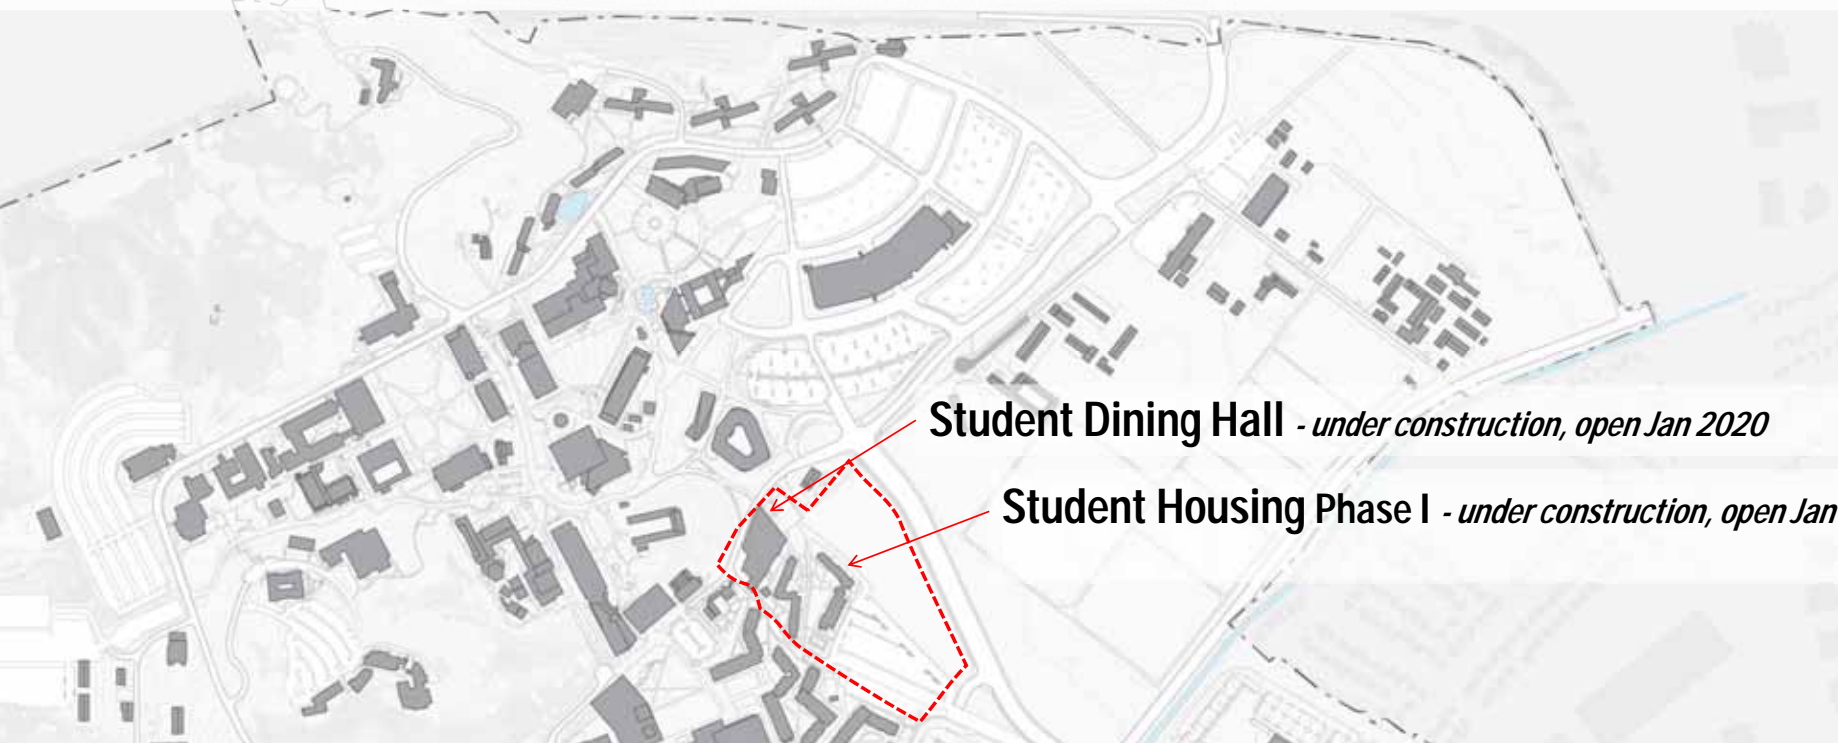 Student Dining Hall - under construction, open Jan 2020
Student Housing Phase I - under construction, open Jan